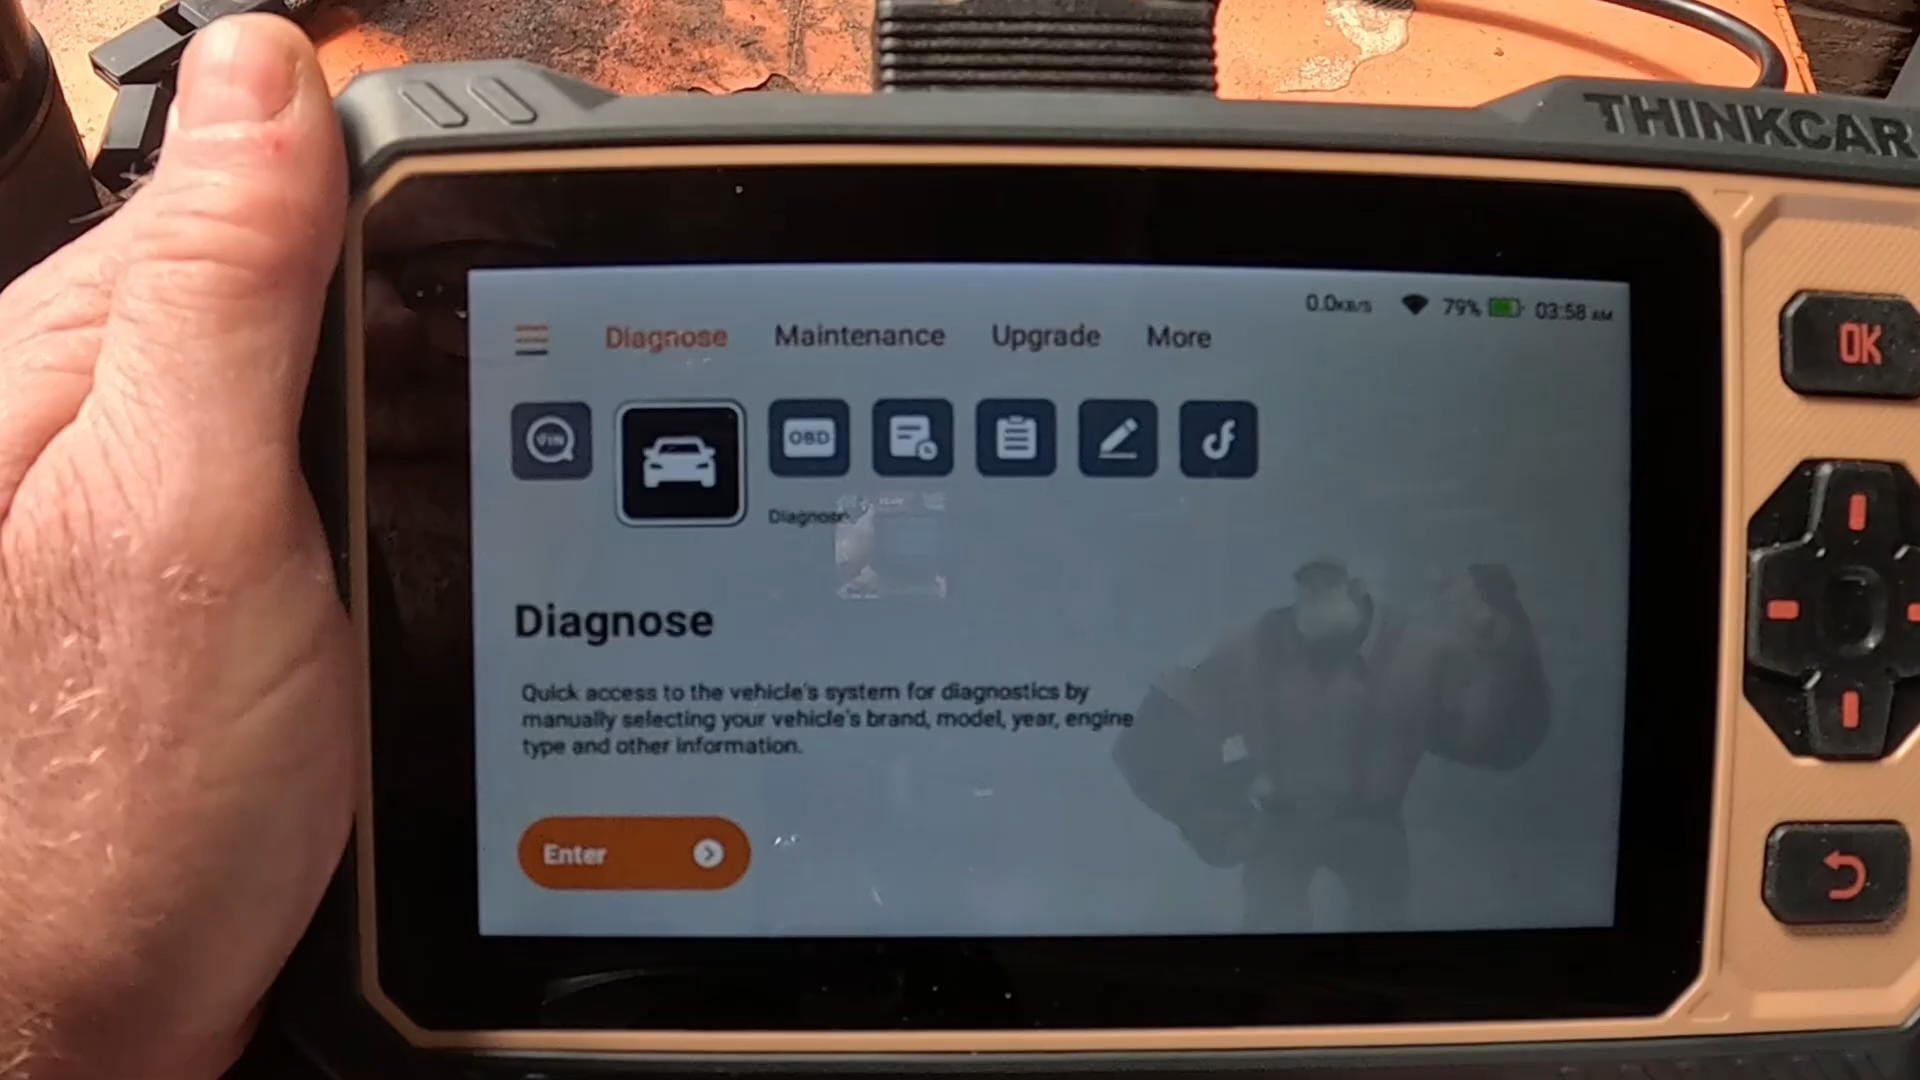 THINKCAR
0.0KB/S 79% 03:58 AM
Diagnose Maintenance Upgrade More
VIN OBD
Diagnose
Diagnose
Quick access to the vehicle's system for diagnostics by
manually selecting your vehicle's brand, model, year, engine
type and other information.
Enter
OK